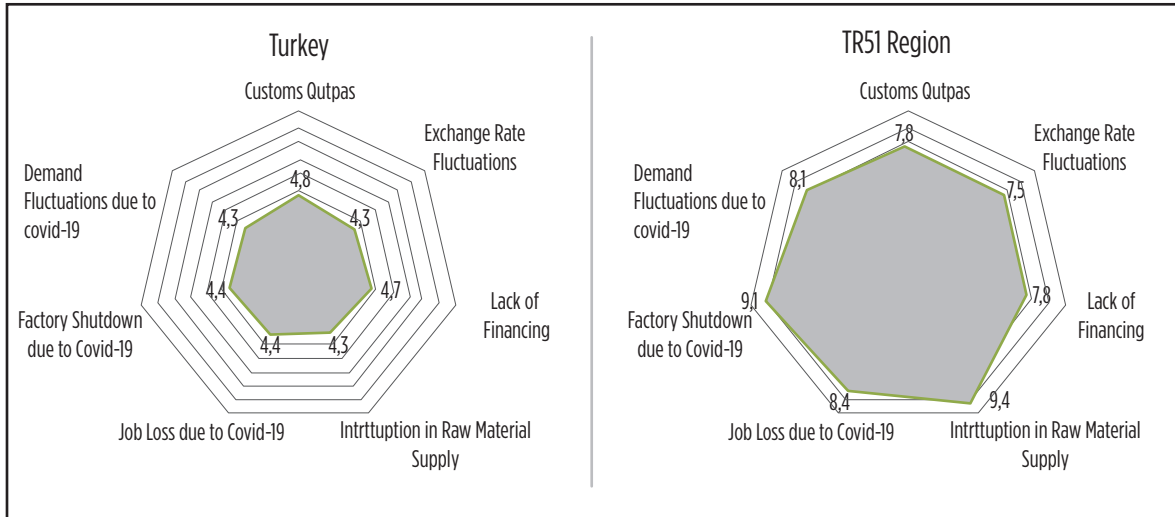 Turkey
Customs Qutpas
Exchange Rate
Fluctuations
Demand
Fluctuations due to
covid-19
4,8
4,3
4,3
4,4
4,7
4,4
4,3
Factory Shutdown
due to Covid-19
Lack of
Financing
Job Loss due to Covid-19
Intrttuption in Raw Material
Supply
TR51 Region
Customs Qutpas
Exchange Rate
Fluctuations
Demand
Fluctuations due to
covid-19
7,8
8,1
7,5
9,1
7,8
8,4
9,4
Factory Shutdown
due to Covid-19
Lack of
Financing
Job Loss due to Covid-19
Intrttuption in Raw Material
Supply